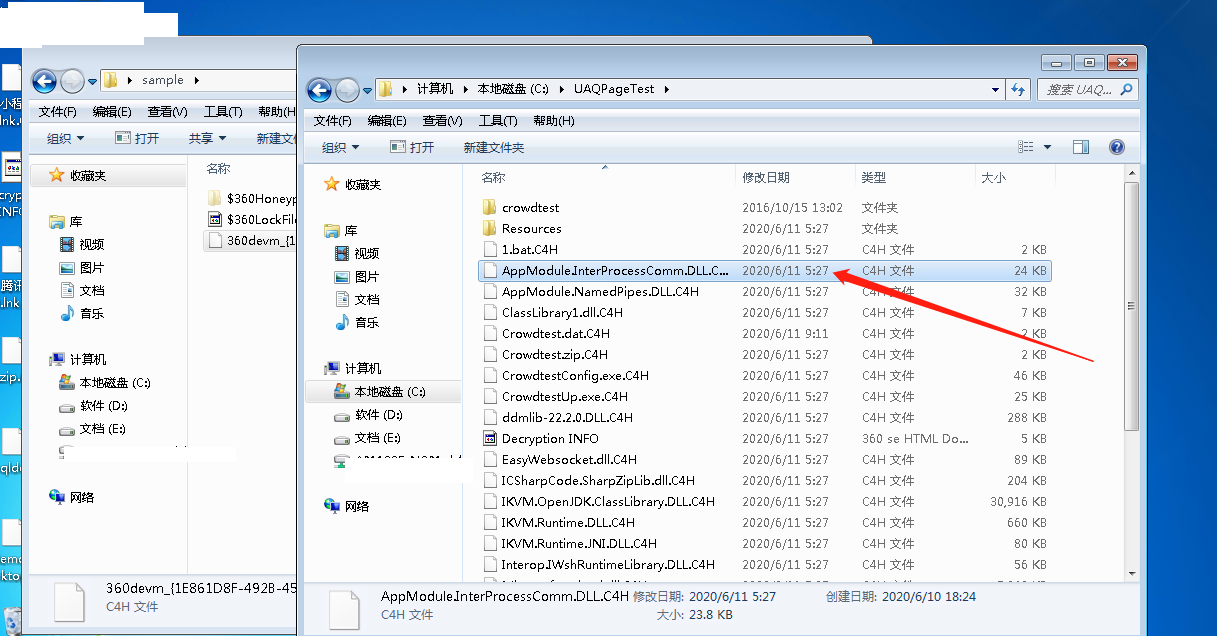 sample
文件(F) 编辑(E) 查看(V) 工具(T) 帮助(H
组织 打开 共享 新建文
收藏夹
库
视频
图片
文档
音乐
计算机
本地磁盘 (C:)
软件 (D:)
文档 (E:)
网络
名称
$360Honeyp
$360LockFil
360devm_{1
360devm_{1E861D8F-492B-45
C4H 文件
计算机 本地磁盘 (C:) UAQPageTest
搜索 UAQ...
文件(F) 编辑(E) 查看(V) 工具(T) 帮助(H)
组织 打开 新建文件夹
收藏夹
库
视频
图片
文档
音乐
计算机
本地磁盘 (C:)
软件 (D:)
文档 (E:)
网络
名称 修改日期 类型 大小
crowdtest 2016/10/15 13:02 文件夹
Resources 2020/6/11 5:27 文件夹
1.bat.C4H 2020/6/11 5:27 C4H 文件 2 KB
AppModule.InterProcessComm.DLL.C... 2020/6/11 5:27 C4H 文件 24 KB
AppModule.NamedPipes.DLL.C4H 2020/6/11 5:27 C4H 文件 32 KB
ClassLibrary1.dll.C4H 2020/6/11 5:27 C4H 文件 7 KB
Crowdtest.dat.C4H 2020/6/11 9:11 C4H 文件 2 KB
Crowdtest.zip.C4H 2020/6/11 5:27 C4H 文件 2 KB
CrowdtestConfig.exe.C4H 2020/6/11 5:27 C4H 文件 46 KB
CrowdtestUp.exe.C4H 2020/6/11 5:27 C4H 文件 25 KB
ddmlib-22.2.0.DLL.C4H 2020/6/11 5:27 C4H 文件 288 KB
Decryption INFO 2020/6/11 5:27 360 se HTML Do... 5 KB
EasyWebsocket.dll.C4H 2020/6/11 5:27 C4H 文件 89 KB
ICSharpCode.SharpZipLib.dll.C4H 2020/6/11 5:27 C4H 文件 204 KB
IKVM.OpenJDK.ClassLibrary.DLL.C4H 2020/6/11 5:27 C4H 文件 30,916 KB
IKVM.Runtime.DLL.C4H 2020/6/11 5:27 C4H 文件 660 KB
IKVM.Runtime.JNI.DLL.C4H 2020/6/11 5:27 C4H 文件 80 KB
Interop.IWshRuntimeLibrary.DLL.C4H 2020/6/11 5:27 C4H 文件 56 KB
AppModule.InterProcessComm.DLL.C4H 修改日期: 2020/6/11 5:27 创建日期: 2020/6/10 18:24
C4H 文件 大小: 23.8 KB